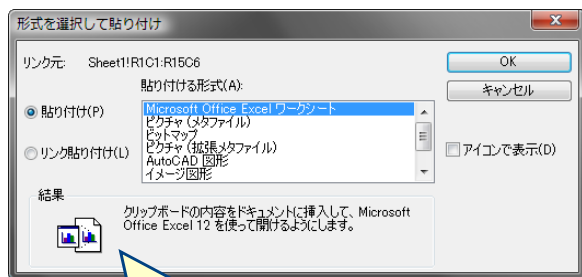 形式を選択して貼り付け
リンク元: Sheet1!R1C1:R15C6
OK
貼り付ける形式(A):
キャンセル
貼り付け(P)
Microsoft Office Excel ワークシート
ピクチャ (メタファイル)
ビットマップ
ピクチャ (拡張メタファイル)
AutoCAD 図形
イメージ図形
リンク貼り付け(L)
アイコンで表示(D)
結果
クリップボードの内容をドキュメントに挿入して、Microsoft
Office Excel 12 を使って開けるようにします。